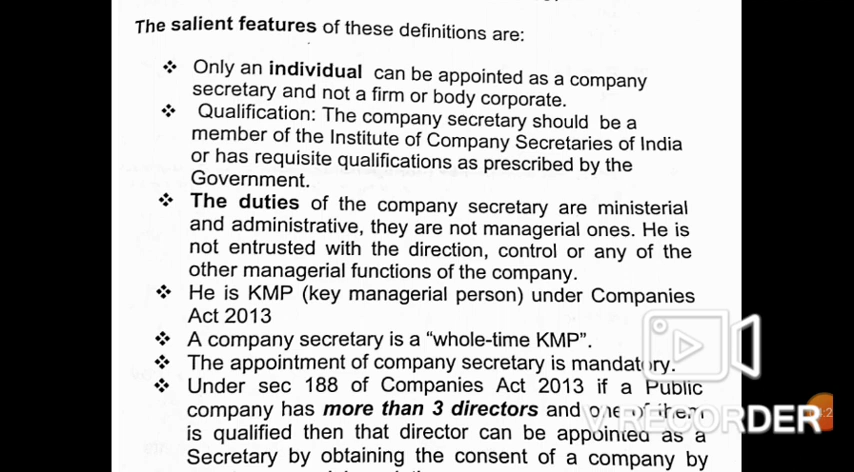 The salient features of these definitions are:
❖ Only an individual can be appointed as a company
secretary and not a firm or body corporate.
❖ Qualification: The company secretary should be a
member of the Institute of Company Secretaries of India
or has requisite qualifications as prescribed by the
Government.
❖ The duties of the company secretary are ministerial
and administrative, they are not managerial ones. He is
not entrusted with the direction, control or any of the
other managerial functions of the company.
❖ He is KMP (key managerial person) under Companies
Act 2013
❖ A company secretary is a “whole-time KMP”.
❖ The appointment of company secretary is mandatory.
❖ Under sec 188 of Companies Act 2013 if a Public
company has more than 3 directors and one of them
is qualified then that director can be appointed as a
Secretary by obtaining the consent of a company by
V RECORDER